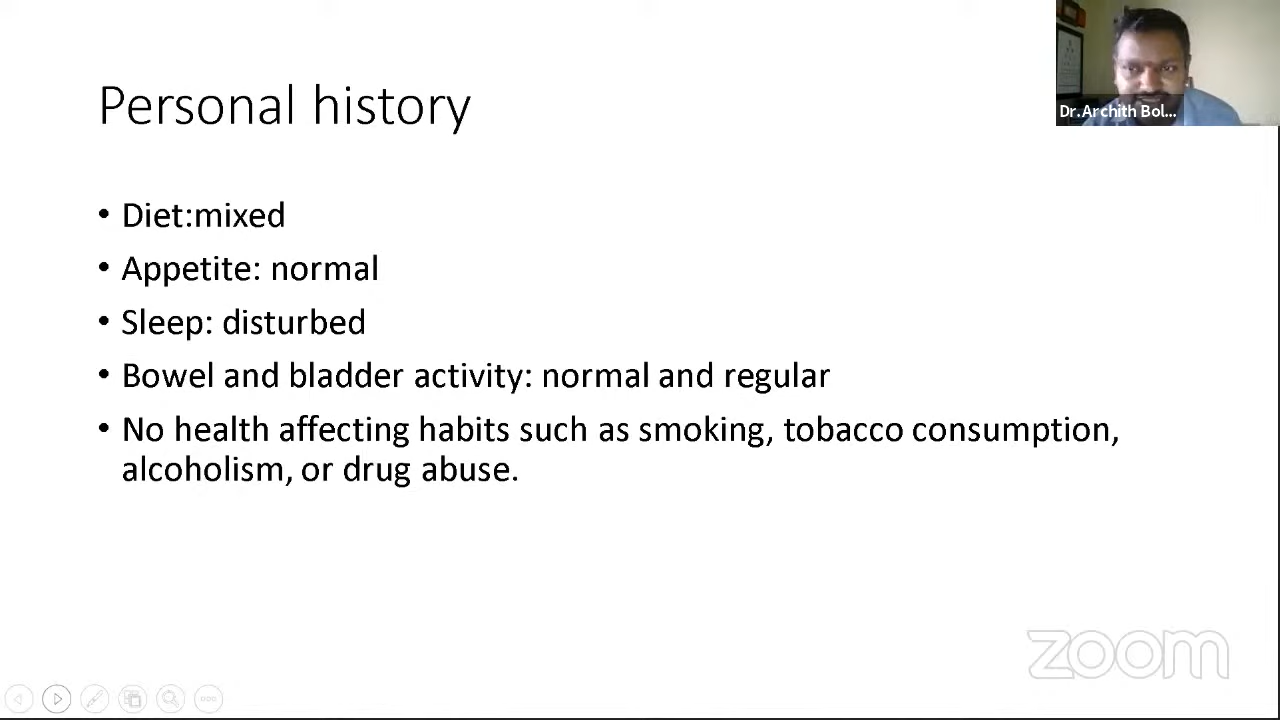 Personal history
Dr.Archith Bol...
• Diet:mixed
• Appetite: normal
• Sleep: disturbed
• Bowel and bladder activity: normal and regular
• No health affecting habits such as smoking, tobacco consumption,
alcoholism, or drug abuse.
zoom